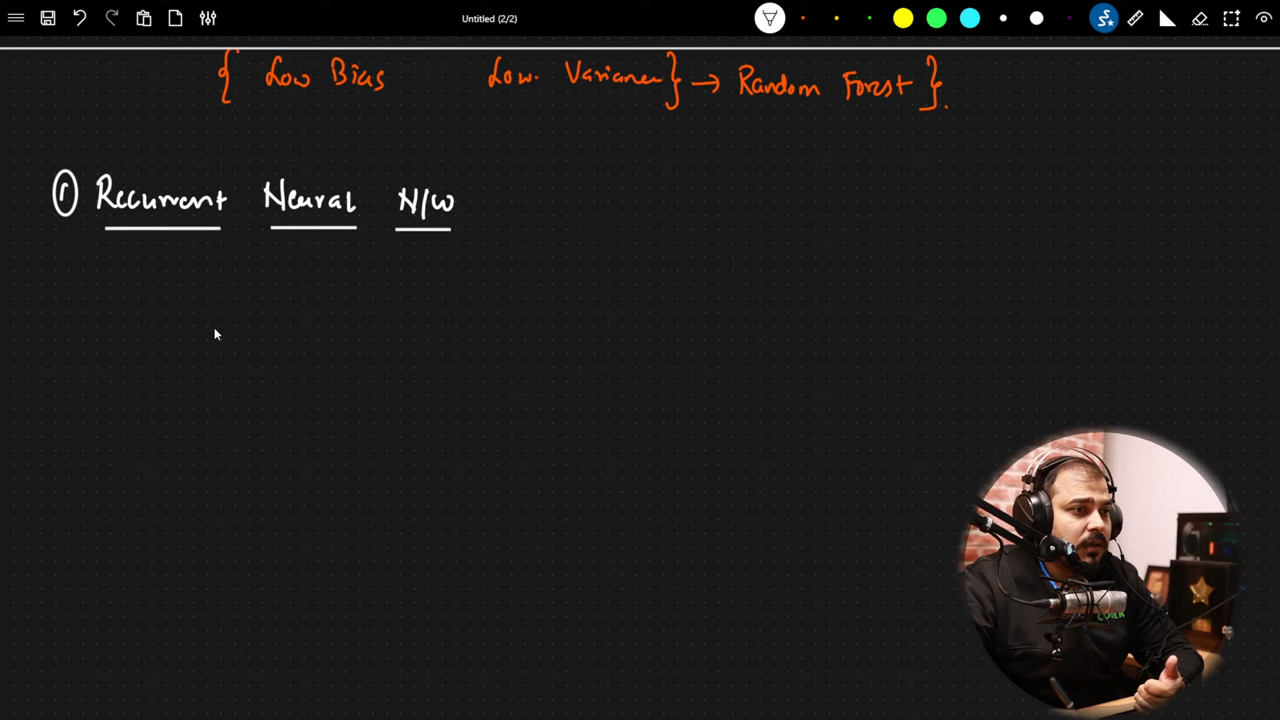 Untitled (2/2)
{ Low Bias Low. Variance } → Random Forest }.
① Recurrent Neural N/W